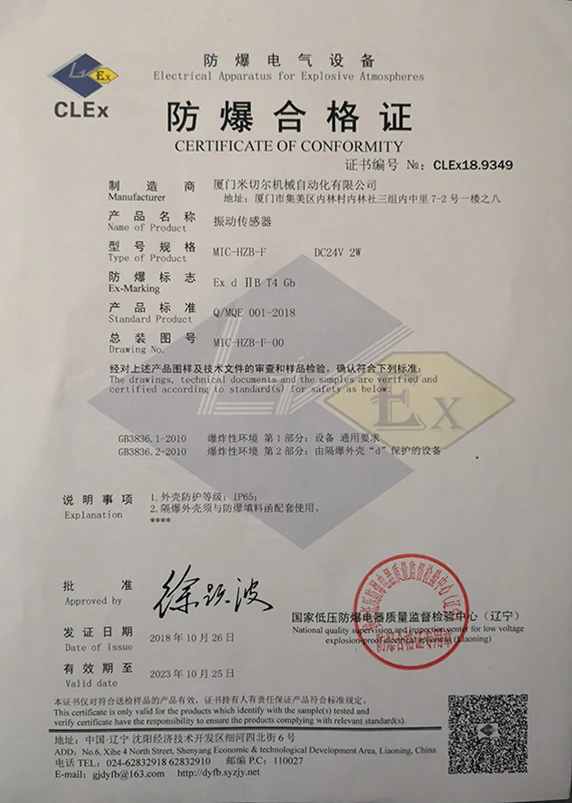 Lv Ex
CLEx
防爆电气设备
Electrical Apparatus for Explosive Atmospheres
防爆合格证
CERTIFICATE OF CONFORMITY
证书编号 №: CLEx18.9349
制造商 厦门米切尔机械自动化有限公司
Manufacturer 地址: 厦门市集美区内林村内林社三组内中里7-2号一楼之八
产品名称 振动传感器
Name of Product
型号规格 MIC-HZB-F DC24V 2W
Type of Product
防爆标志 Ex d ⅡB T4 Gb
Ex-Marking
产品标准 Q/MQE 001-2018
Standard Product
总装图号 MIC-HZB-F-00
Drawing No.
经对上述产品图样及技术文件的审查和样品检验, 确认符合下列标准:
The drawings, technical documents and the samples are verified and
certified according to standard(s) for safety as below:
GB3836.1-2010 爆炸性环境 第1部分: 设备 通用要求
GB3836.2-2010 爆炸性环境 第2部分: 由隔爆外壳“d”保护的设备
说明事项 1.外壳防护等级: IP65;
Explanation 2.隔爆外壳须与防爆填料函配套使用。
****
批准
Approved by
发证日期 2018年10月26日
Date of issue
有效期至 2023年10月25日
Valid date
国家低压防爆电器质量监督检验中心（辽宁）
National quality supervision and inspection center for low voltage
explosion-proof electrical apparatus (Liaoning)
本证书仅对符合送检样品的产品有效, 证书持有人有责任保证产品符合标准规定。
This certificate is only valid for the products which identify with the sample(s) tested and
verify certificate have the responsibility to ensure the products complying with relevant standard(s).
地址: 中国·辽宁 沈阳经济技术开发区细河四北街6号
ADD: No.6, Xihe 4 North Street, Shenyang Economic & technological Development Area, Liaoning, China
电话 TEL: 024-62832918 62832910 邮编 P.C: 110027
E-mail: gjdyfb@163.com http://dyfb.syzjy.net